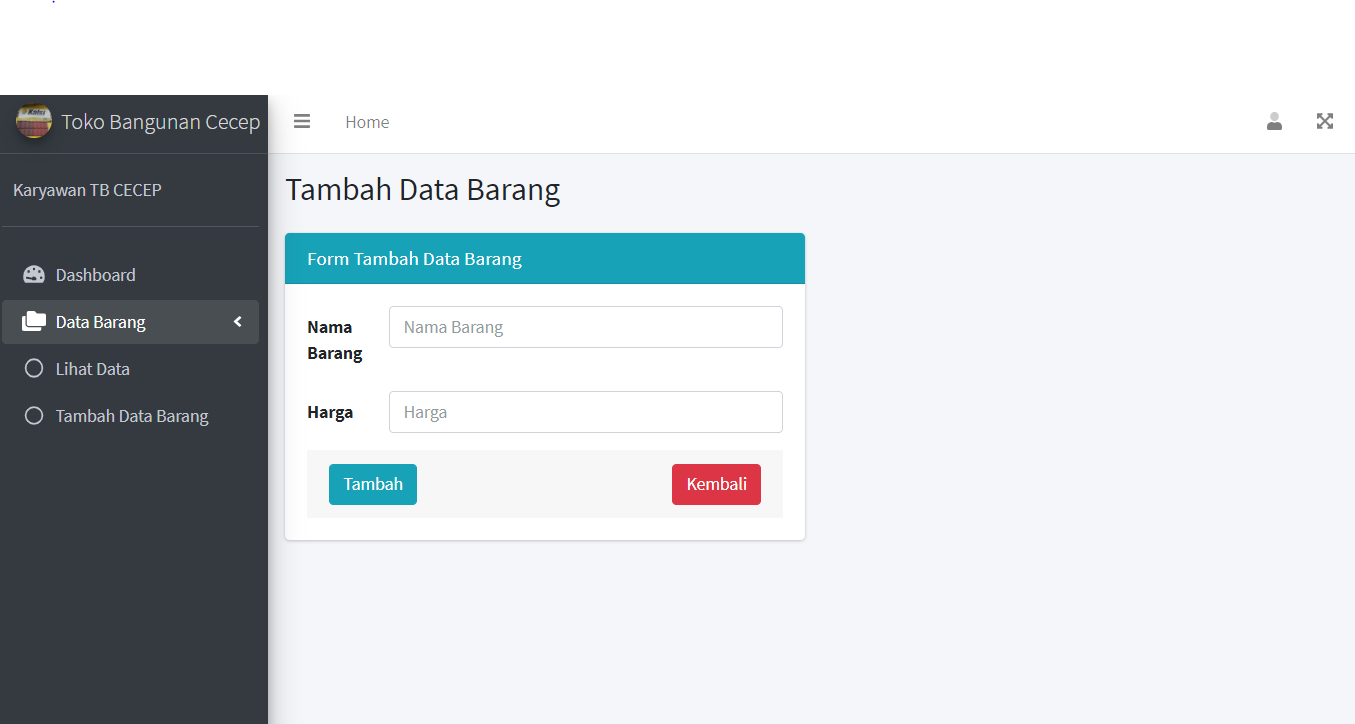 Toko Bangunan Cecep
Home
Karyawan TB CECEP
Dashboard
Data Barang
Lihat Data
Tambah Data Barang
Tambah Data Barang
Form Tambah Data Barang
Nama
Barang
Nama Barang
Harga
Harga
Tambah
Kembali